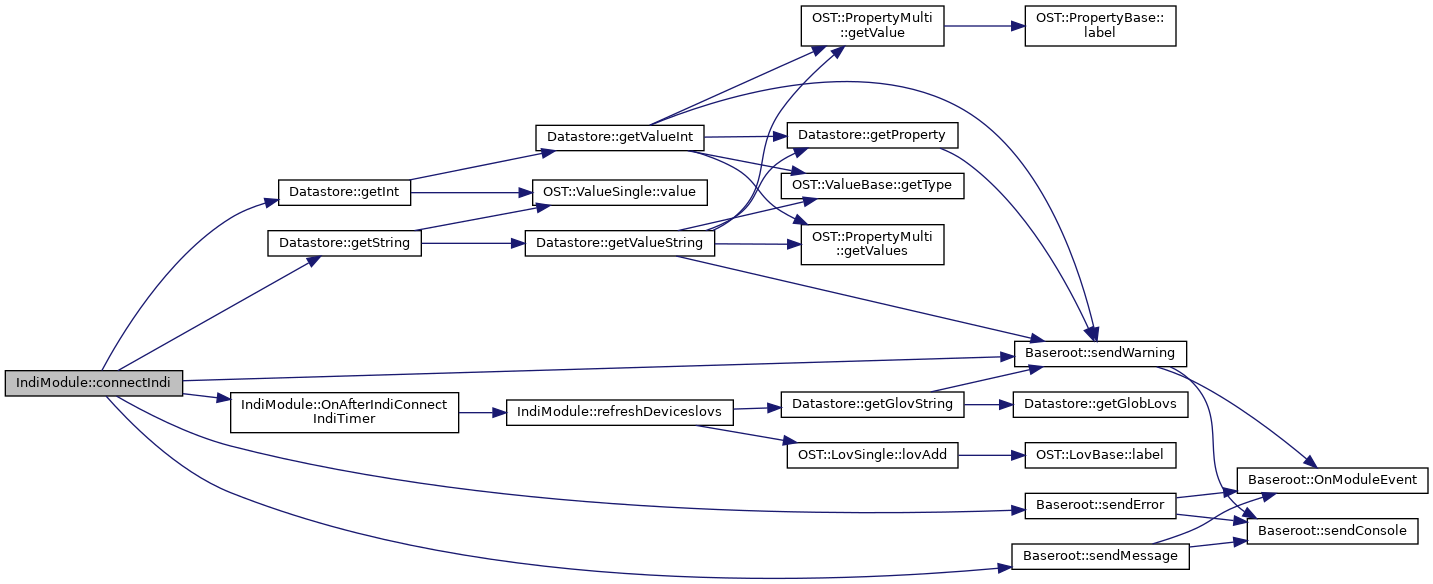 OST::PropertyMulti
::getValue
OST::PropertyBase::
label
Datastore::getValueInt
Datastore::getProperty
Datastore::getInt
OST::ValueSingle::value
OST::ValueBase::getType
Datastore::getString
Datastore::getValueString
OST::PropertyMulti
::getValues
Baseroot::sendWarning
IndiModule::connectIndi
IndiModule::OnAfterIndiConnect
IndiTimer
IndiModule::refreshDeviceslovs
Datastore::getGlovString
Datastore::getGlobLovs
OST::LovSingle::lovAdd
OST::LovBase::label
Baseroot::OnModuleEvent
Baseroot::sendError
Baseroot::sendConsole
Baseroot::sendMessage